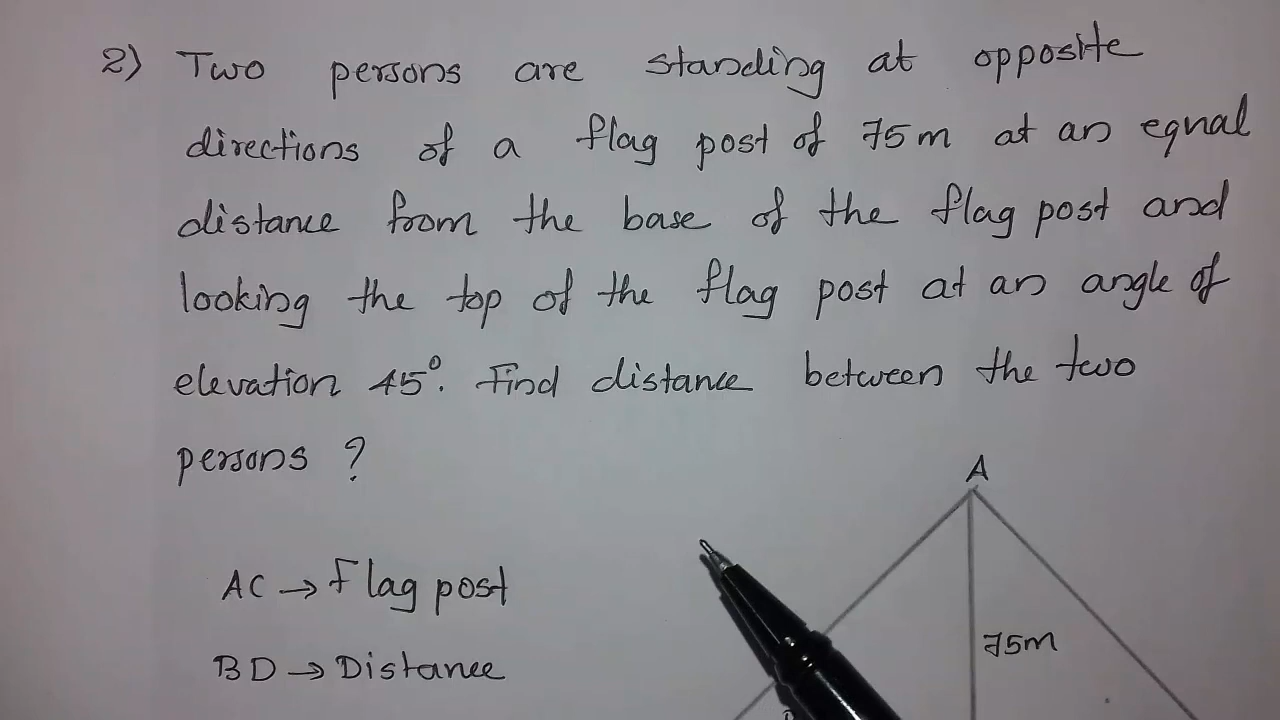 2) Two persons are standing at opposite
directions of a flag post of 75m at an equal
distance from the base of the flag post and
looking the top of the flag post at an angle of
elevation 45°. Find distance between the two
persons ?
A
AC → Flag post
75m
BD → Distance